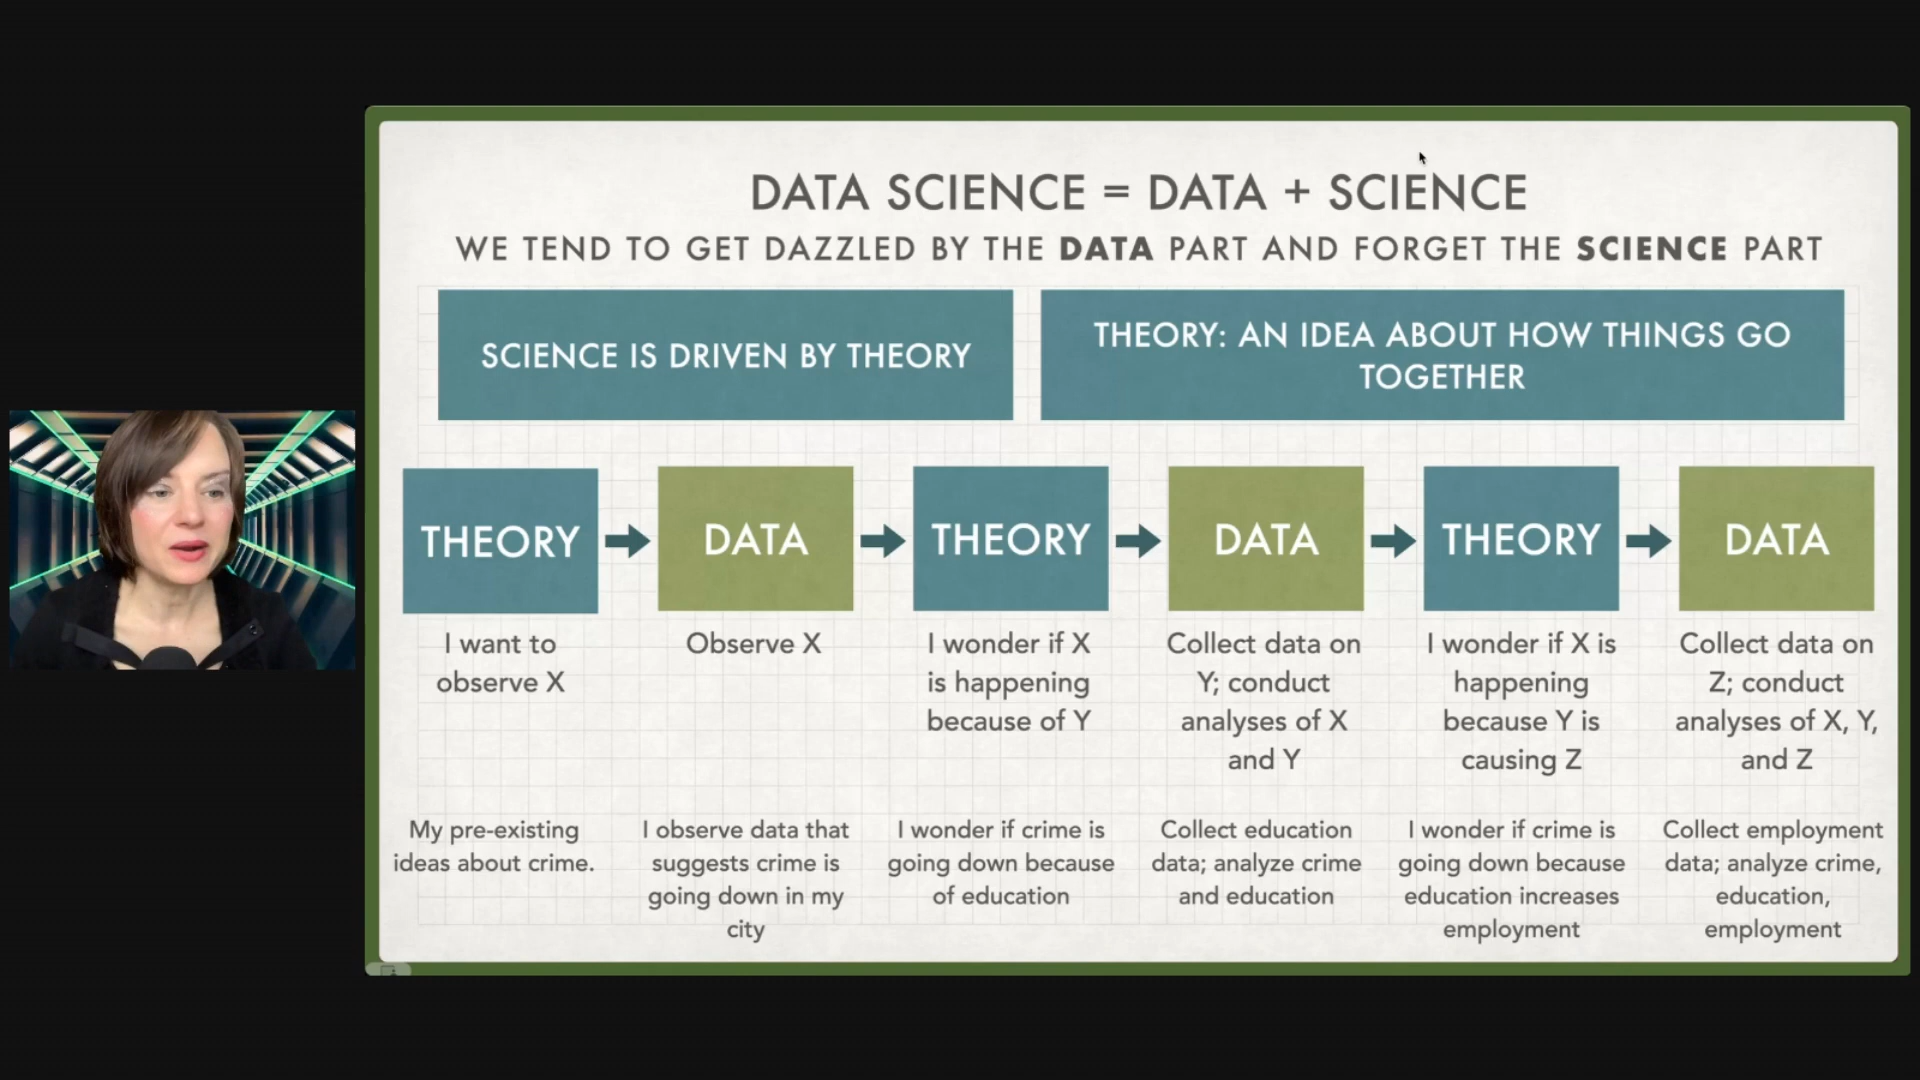 DATA SCIENCE = DATA + SCIENCE
WE TEND TO GET DAZZLED BY THE DATA PART AND FORGET THE SCIENCE PART
SCIENCE IS DRIVEN BY THEORY
THEORY: AN IDEA ABOUT HOW THINGS GO
TOGETHER
THEORY
DATA
THEORY
DATA
THEORY
DATA
I want to
observe X
Observe X
I wonder if X
is happening
because of Y
Collect data on
Y; conduct
analyses of X
and Y
I wonder if X is
happening
because Y is
causing Z
Collect data on
Z; conduct
analyses of X, Y,
and Z
My pre-existing
ideas about crime.
I observe data that
suggests crime is
going down in my
city
I wonder if crime is
going down because
of education
Collect education
data; analyze crime
and education
I wonder if crime is
going down because
education increases
employment
Collect employment
data; analyze crime,
education,
employment